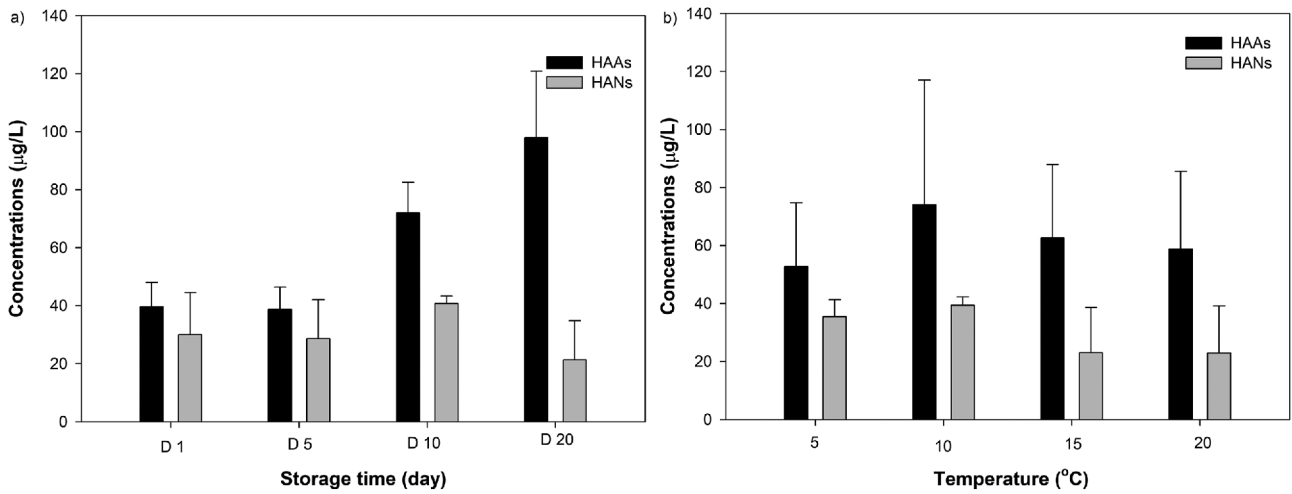 a)
140
120
100
80
60
40
20
0
Concentrations (µg/L)
HAAs
HANs
D 1 D 5 D 10 D 20
Storage time (day)
b)
140
120
100
80
60
40
20
0
Concentrations (µg/L)
HAAs
HANs
5 10 15 20
Temperature (°C)